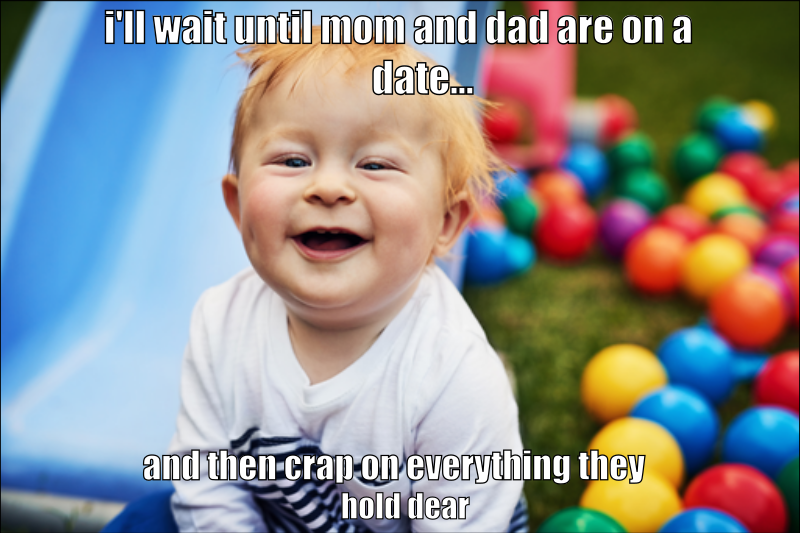 i'll wait until mom and dad are on a
date...
and then crap on everything they
hold dear